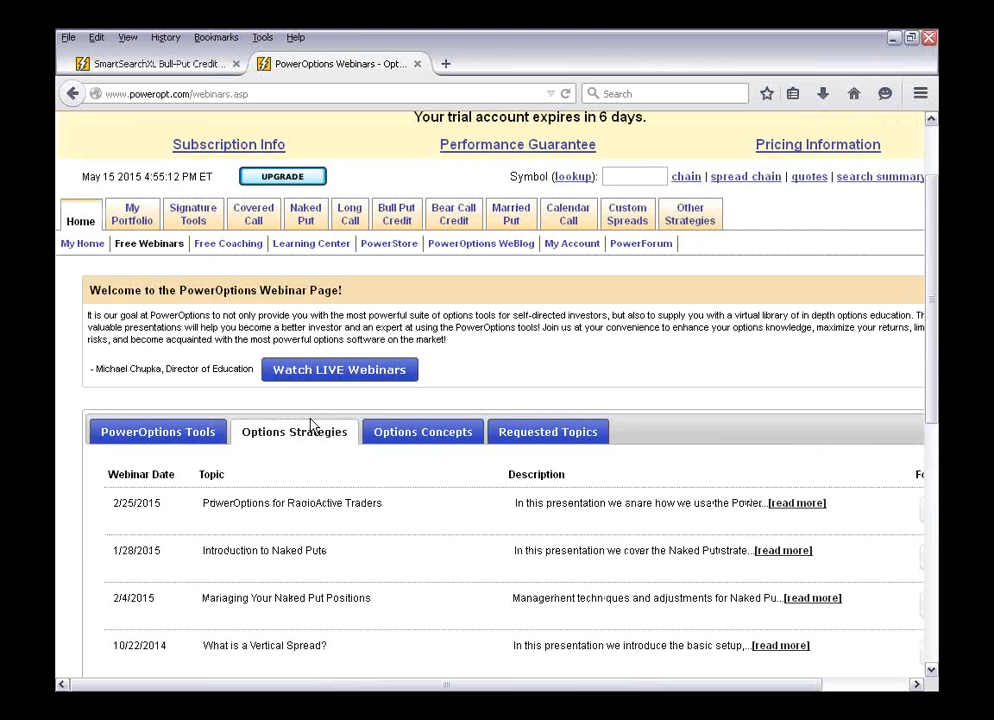 File Edit View History Bookmarks Tools Help
SmartSearchXL Bull-Put Credit... × PowerOptions Webinars - Opt... × +
www.poweropt.com/webinars.asp Search
Your trial account expires in 6 days.
Subscription Info Performance Guarantee Pricing Information
May 15 2015 4:55:12 PM ET UPGRADE Symbol (lookup): chain | spread chain | quotes | search summary
Home My Portfolio Signature Tools Covered Call Naked Put Long Call Bull Put Credit Bear Call Credit Married Put Calendar Call Custom Spreads Other Strategies
My Home | Free Webinars | Free Coaching | Learning Center | PowerStore | PowerOptions WeBlog | My Account | PowerForum |
Welcome to the PowerOptions Webinar Page!
It is our goal at PowerOptions to not only provide you with the most powerful suite of options tools for self-directed investors, but also to supply you with a virtual library of in depth options education. Th
valuable presentations will help you become a better investor and an expert at using the PowerOptions tools! Join us at your convenience to enhance your options knowledge, maximize your returns, lim
risks, and become acquainted with the most powerful options software on the market!
- Michael Chupka, Director of Education Watch LIVE Webinars
PowerOptions Tools Options Strategies Options Concepts Requested Topics
Webinar Date Topic Description Fo
2/25/2015 PowerOptions for RadioActive Traders In this presentation we share how we use the Power...[read more]
1/28/2015 Introduction to Naked Puts In this presentation we cover the Naked Put strate...[read more]
2/4/2015 Managing Your Naked Put Positions Management techniques and adjustments for Naked Pu...[read more]
10/22/2014 What is a Vertical Spread? In this presentation we introduce the basic setup,...[read more]